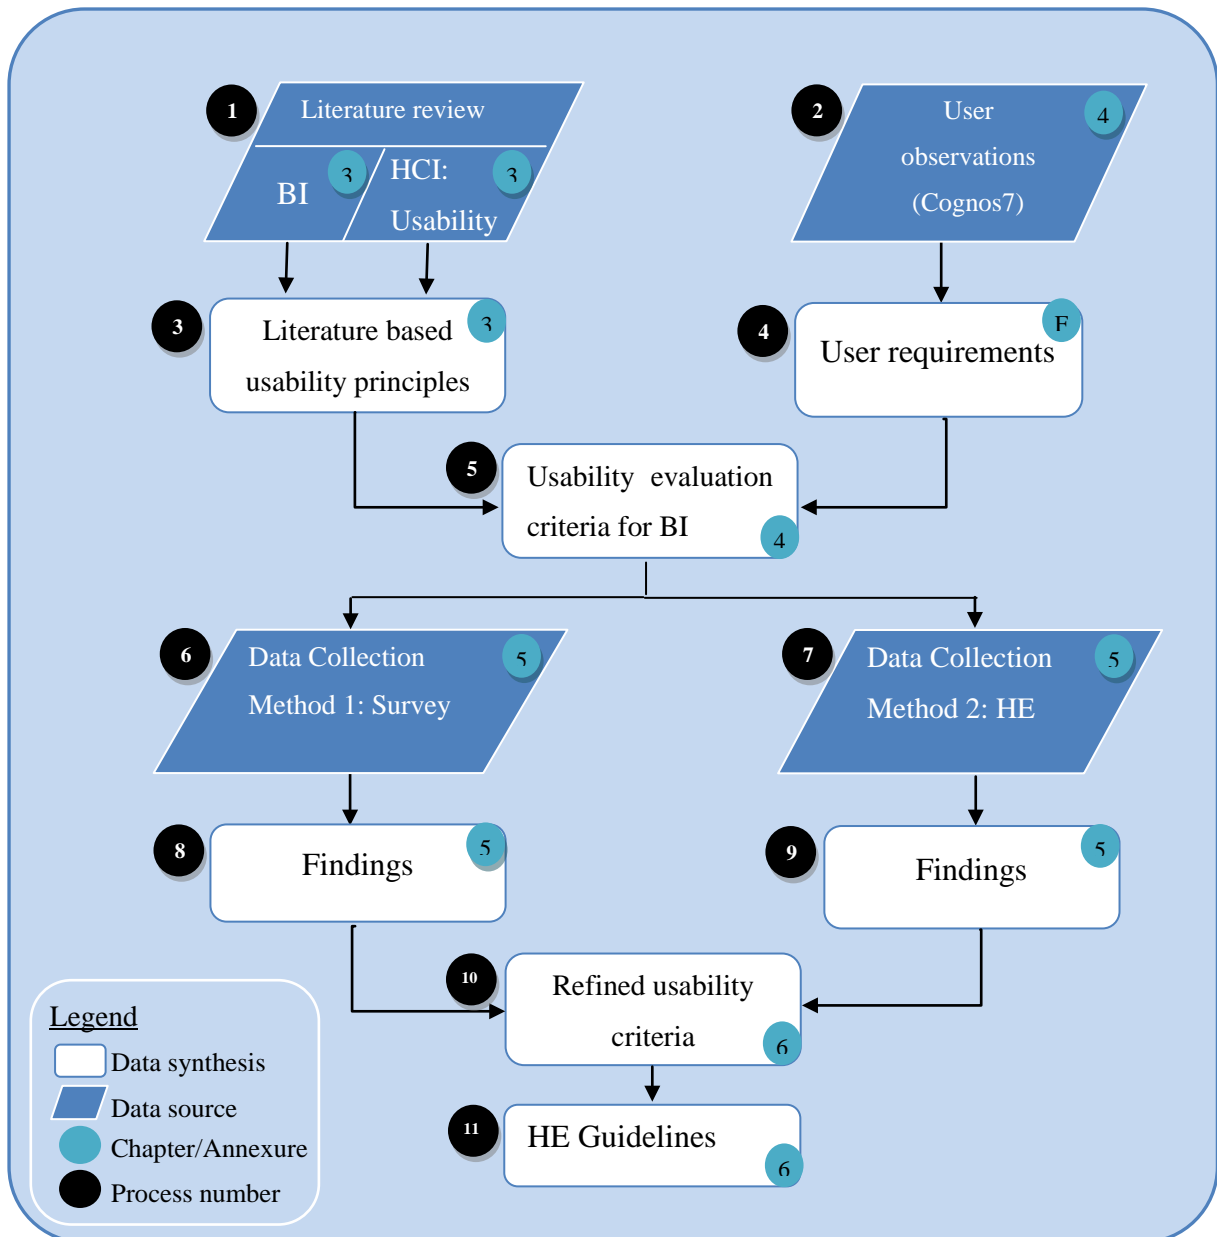 1
Literature review
BI
3
HCI:
Usability
3
2
User
observations
(Cognos7)
4
3
Literature based
usability principles
3
4
User requirements
5
Usability evaluation
criteria for BI
4
6
Data Collection
Method 1: Survey
5
7
Data Collection
Method 2: HE
5
8
Findings
5
9
Findings
5
10
Refined usability
criteria
6
11
HE Guidelines
6
Legend
Data synthesis
Data source
Chapter/Annexure
Process number